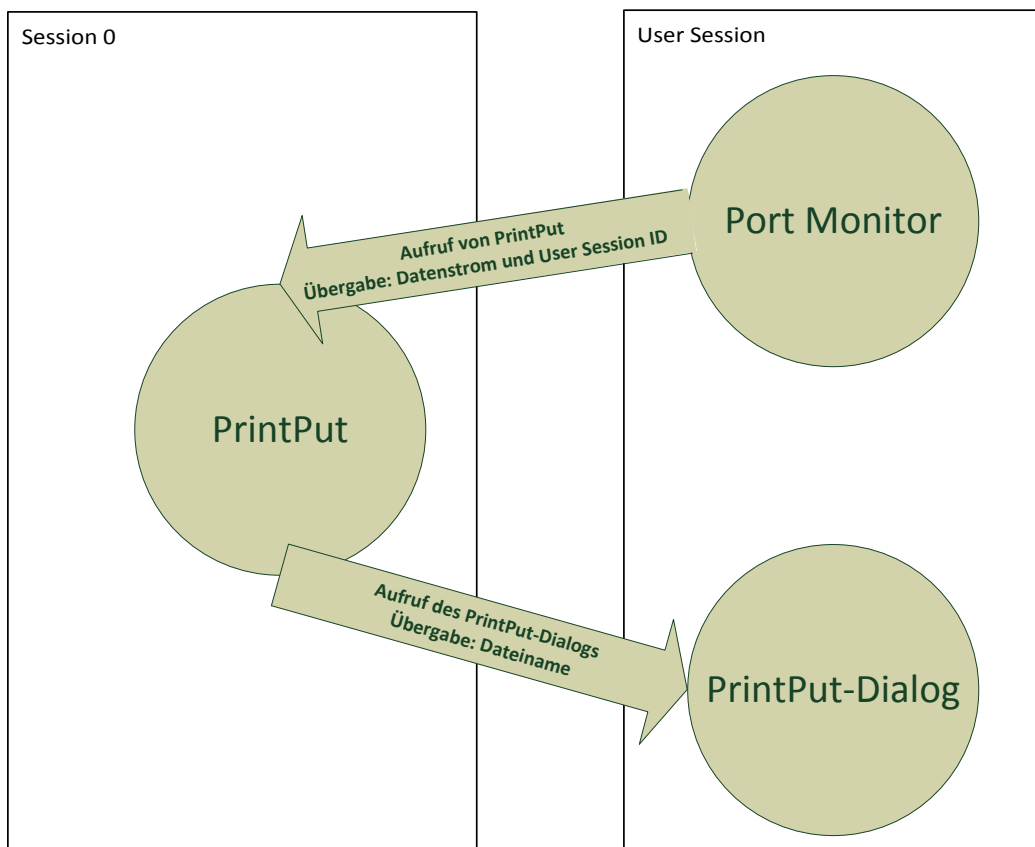 Session 0
User Session
Port Monitor
Aufruf von PrintPut
Übergabe: Datenstrom und User Session ID
PrintPut
Aufruf des PrintPut-Dialogs
Übergabe: Dateiname
PrintPut-Dialog